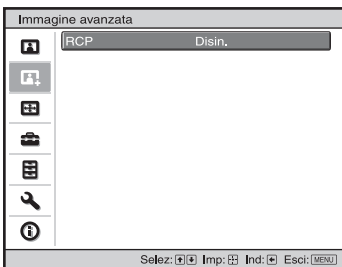 Immagine avanzata
RCP Disin.
Selez: Imp: Ind: Esci: MENU